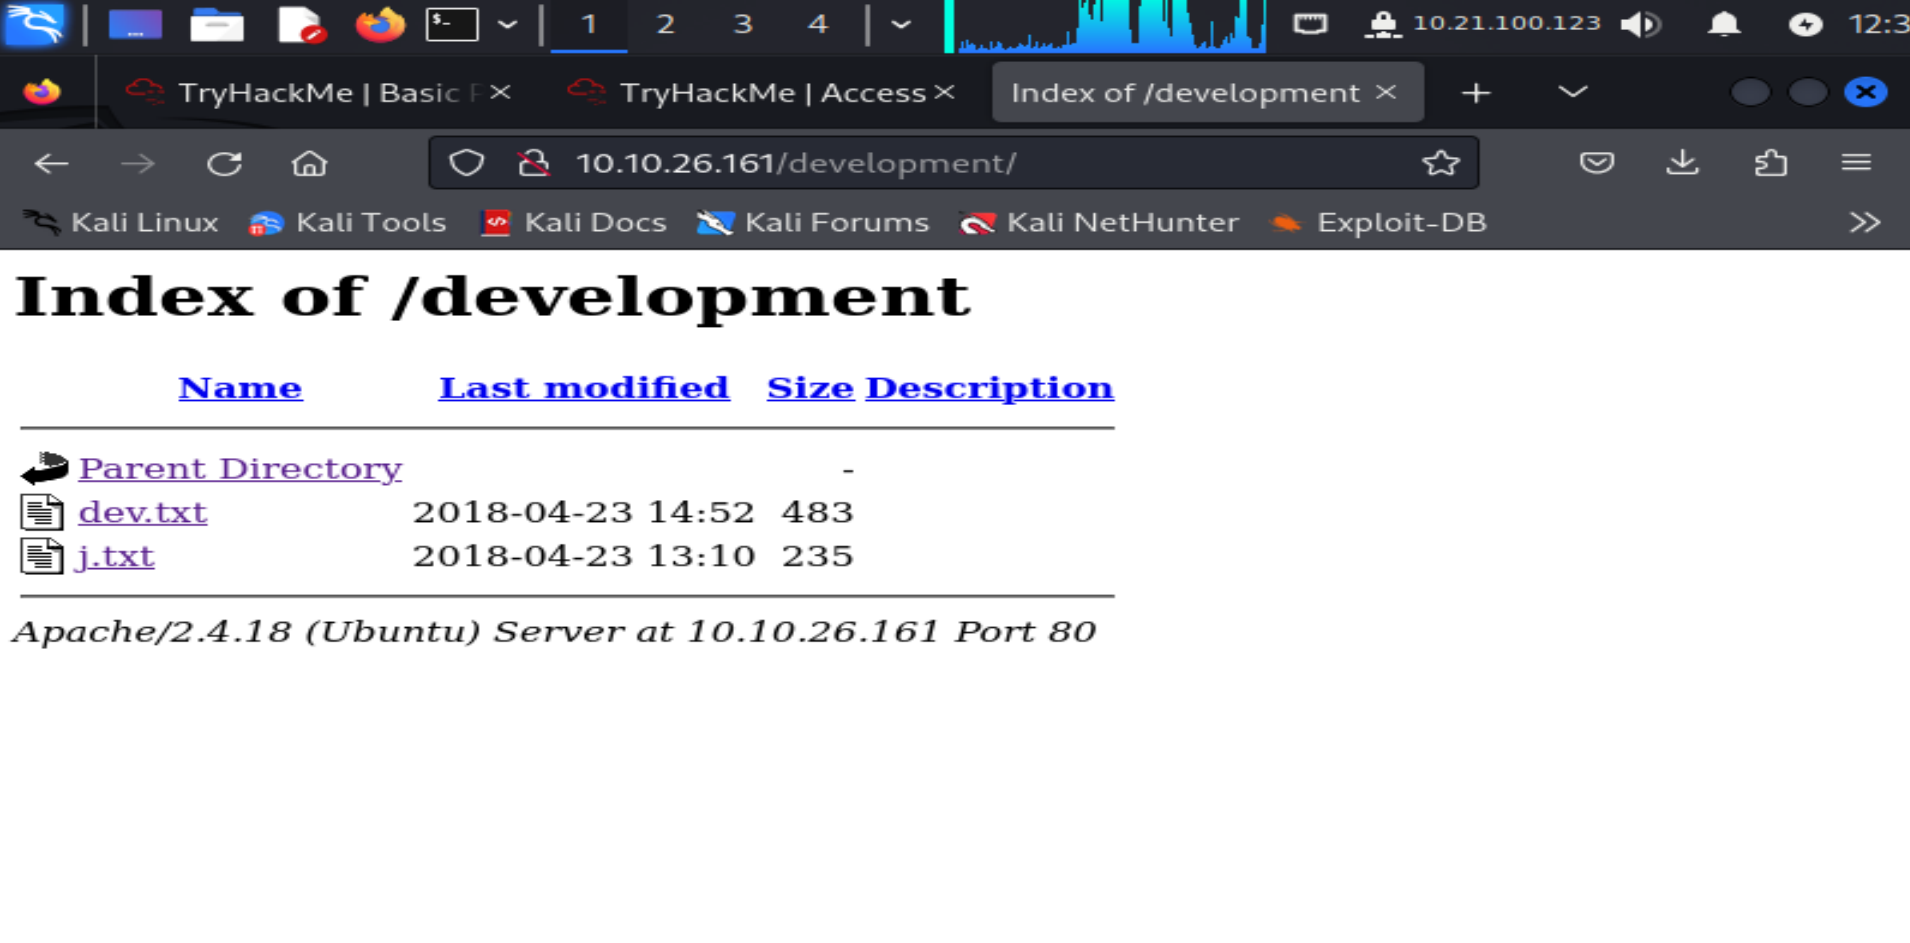 1 2 3 4 10.21.100.123 12:3
TryHackMe | Basic TryHackMe | Access Index of /development
10.10.26.161/development/
Kali Linux Kali Tools Kali Docs Kali Forums Kali NetHunter Exploit-DB
Index of /development
Name Last modified Size Description
Parent Directory -
dev.txt 2018-04-23 14:52 483
j.txt 2018-04-23 13:10 235
Apache/2.4.18 (Ubuntu) Server at 10.10.26.161 Port 80